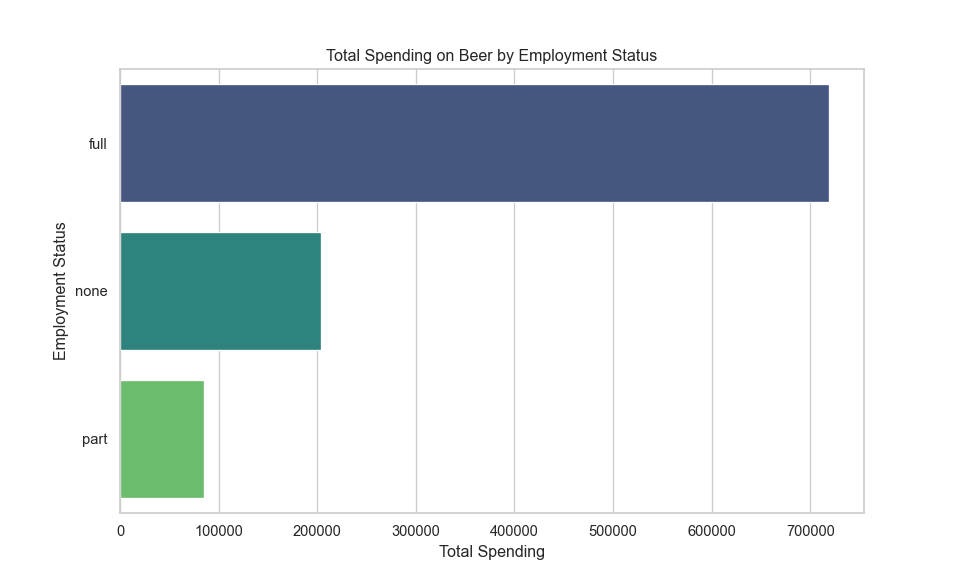 Total Spending on Beer by Employment Status
full
none
part
Employment Status
0 100000 200000 300000 400000 500000 600000 700000
Total Spending